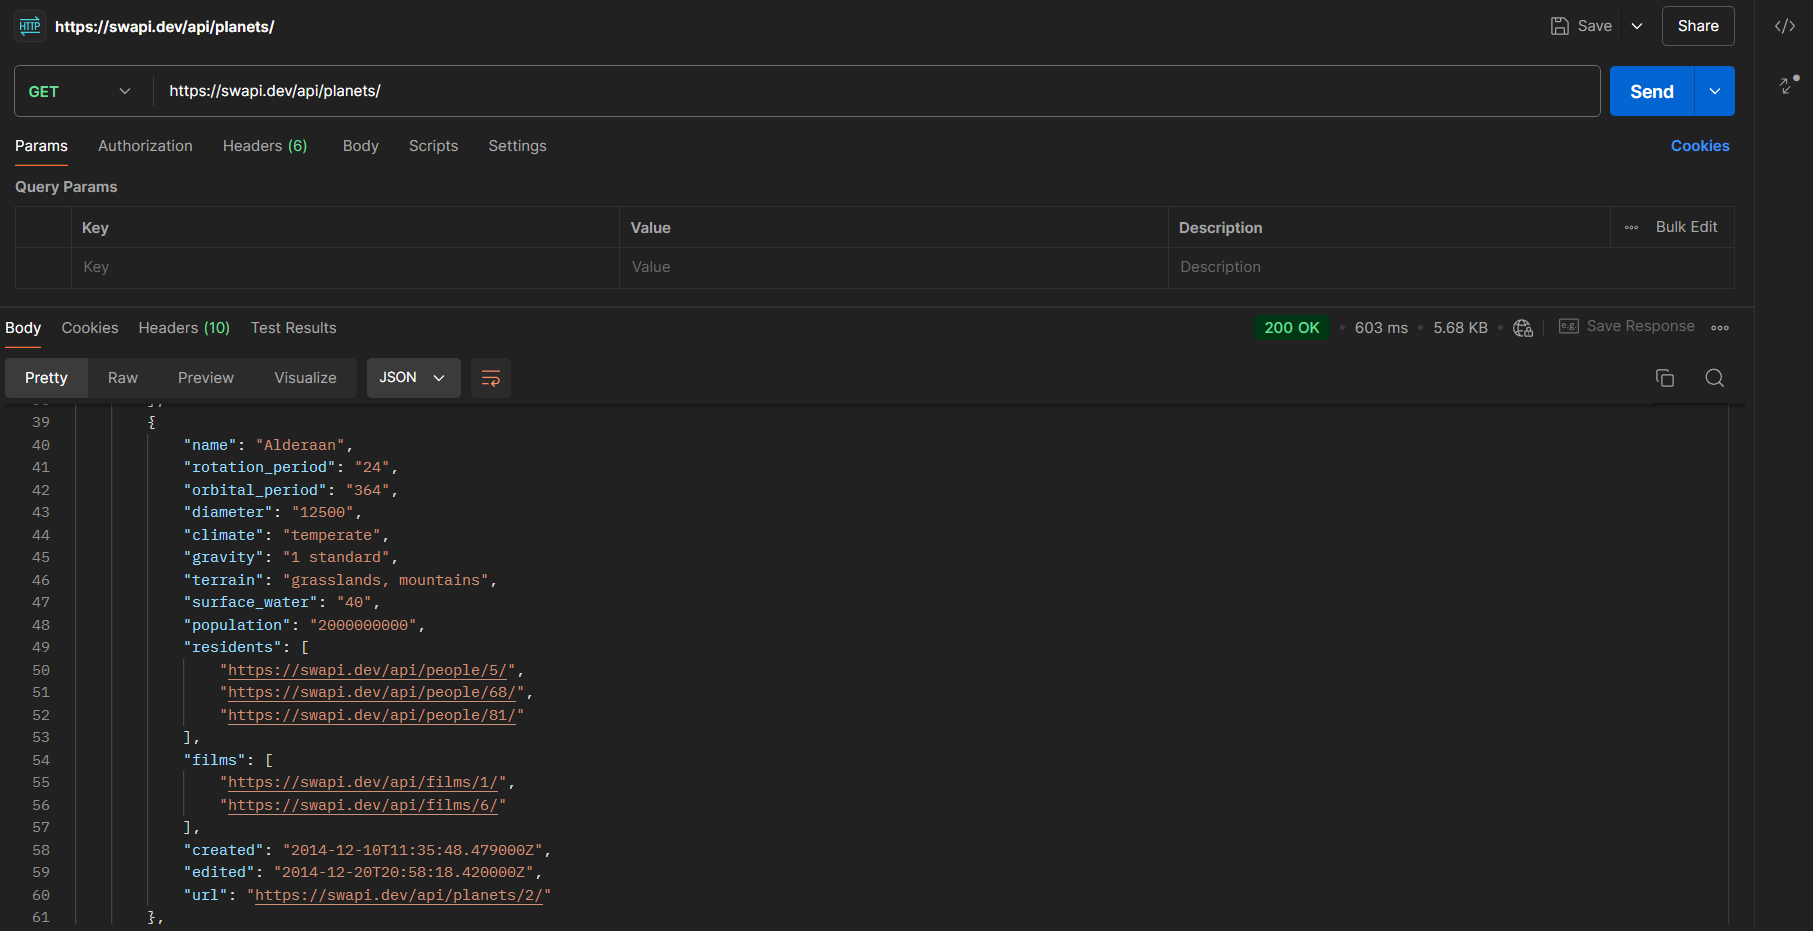 HTTP https://swapi.dev/api/planets/ Save Share
GET https://swapi.dev/api/planets/ Send
Params Authorization Headers (6) Body Scripts Settings Cookies
Query Params
Key Value Description Bulk Edit
Key Value Description
Body Cookies Headers (10) Test Results 200 OK • 603 ms • 5.68 KB • e.g. Save Response
Pretty Raw Preview Visualize JSON
39 {
40 "name": "Alderaan",
41 "rotation_period": "24",
42 "orbital_period": "364",
43 "diameter": "12500",
44 "climate": "temperate",
45 "gravity": "1 standard",
46 "terrain": "grasslands, mountains",
47 "surface_water": "40",
48 "population": "2000000000",
49 "residents": [
50 "https://swapi.dev/api/people/5/",
51 "https://swapi.dev/api/people/68/",
52 "https://swapi.dev/api/people/81/"
53 ],
54 "films": [
55 "https://swapi.dev/api/films/1/",
56 "https://swapi.dev/api/films/6/"
57 ],
58 "created": "2014-12-10T11:35:48.479000Z",
59 "edited": "2014-12-20T20:58:18.420000Z",
60 "url": "https://swapi.dev/api/planets/2/"
61 },